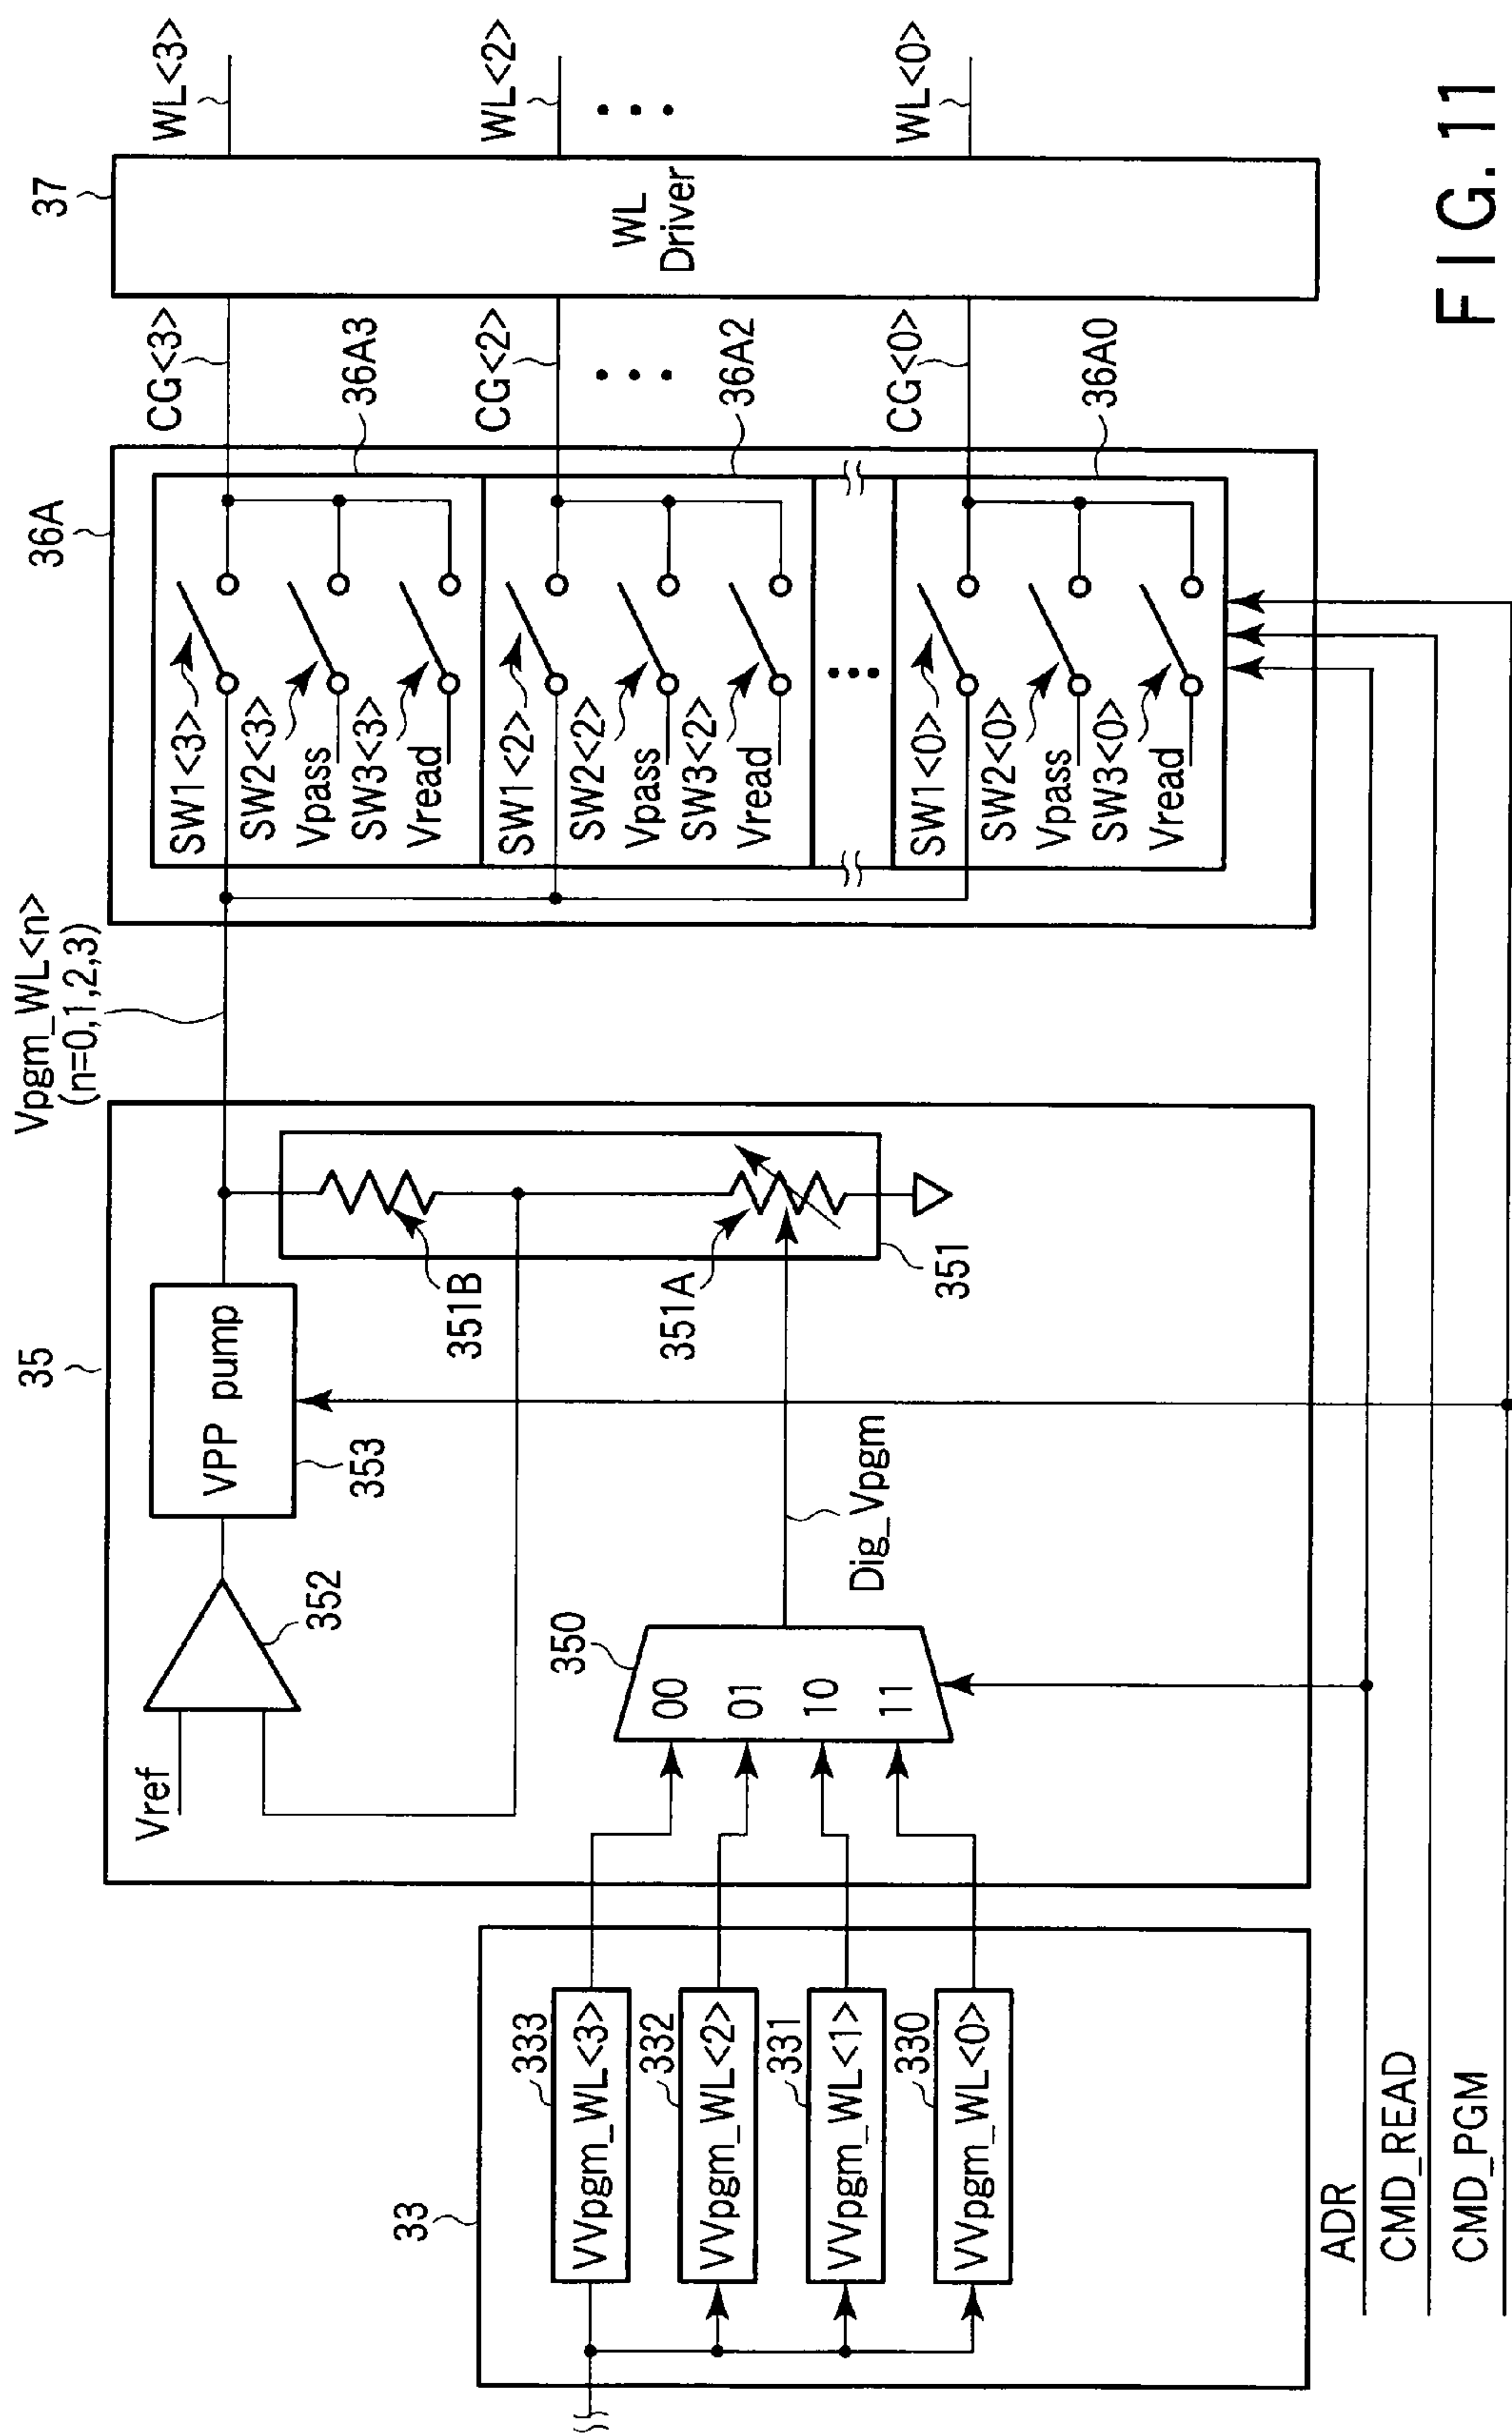 33
333
VVpgm_WL<3>
332
VVpgm_WL<2>
331
VVpgm_WL<1>
330
VVpgm_WL<0>
ADR
CMD_READ
CMD_PGM
35
Vref
352
353
VPP pump
350
00
01
10
11
Dig_Vpgm
351B
351A
351
Vpgm_WL<n>
(n=0,1,2,3)
36A
SW1<3>
SW2<3>
Vpass
SW3<3>
Vread
SW1<2>
SW2<2>
Vpass
SW3<2>
Vread
SW1<0>
SW2<0>
Vpass
SW3<0>
Vread
CG<3>
36A3
CG<2>
36A2
CG<0>
36A0
37
WL
Driver
WL<3>
WL<2>
WL<0>
FIG. 11